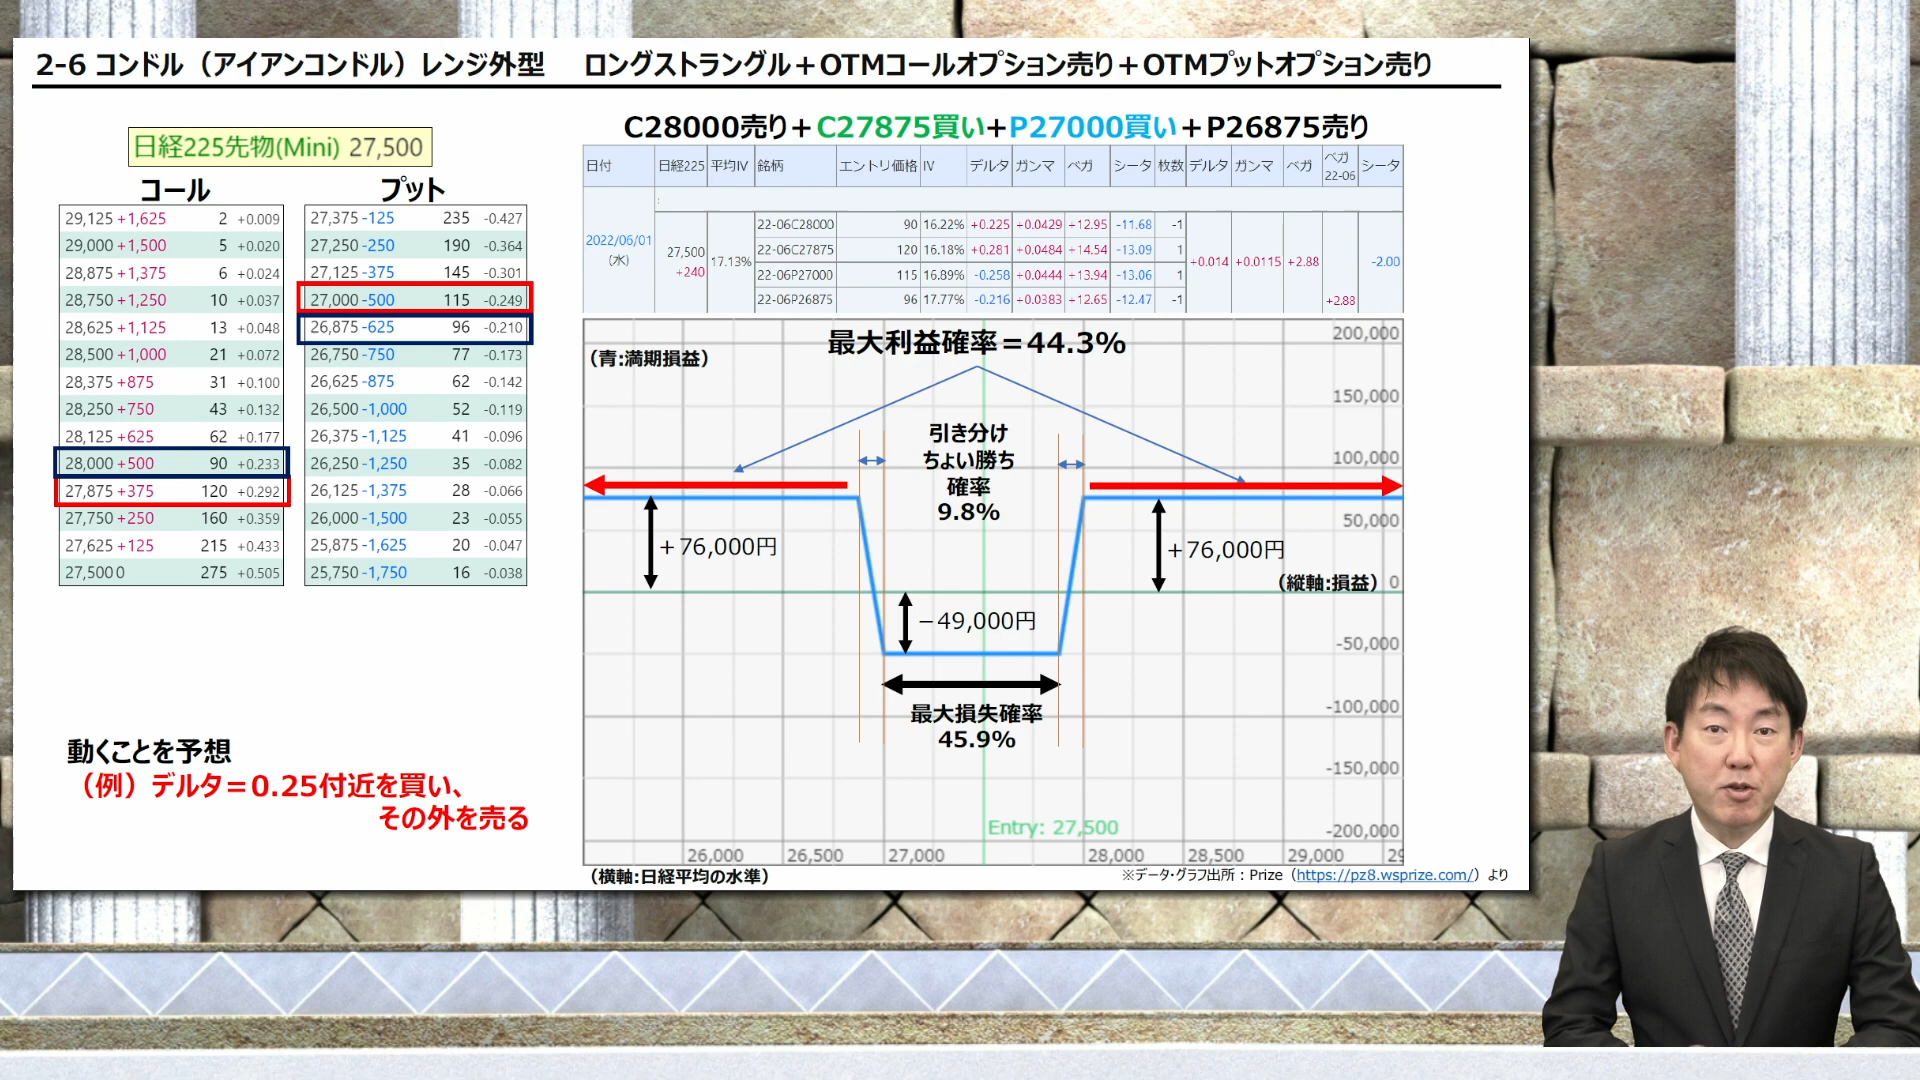 2-6 コンドル（アイアンコンドル）レンジ外型　ロングストラングル＋OTMコールオプション売り＋OTMプットオプション売り
日経225先物(Mini) 27,500
コール
29,125 +1,625 2 +0.009
29,000 +1,500 5 +0.020
28,875 +1,375 6 +0.024
28,750 +1,250 10 +0.037
28,625 +1,125 13 +0.048
28,500 +1,000 21 +0.072
28,375 +875 31 +0.100
28,250 +750 43 +0.132
28,125 +625 62 +0.177
28,000 +500 90 +0.233
27,875 +375 120 +0.292
27,750 +250 160 +0.359
27,625 +125 215 +0.433
27,500 0 275 +0.505
プット
27,375 -125 235 -0.427
27,250 -250 190 -0.364
27,125 -375 145 -0.301
27,000 -500 115 -0.249
26,875 -625 96 -0.210
26,750 -750 77 -0.173
26,625 -875 62 -0.142
26,500 -1,000 52 -0.119
26,375 -1,125 41 -0.096
26,250 -1,250 35 -0.082
26,125 -1,375 28 -0.066
26,000 -1,500 23 -0.055
25,875 -1,625 20 -0.047
25,750 -1,750 16 -0.038
動くことを予想
（例）デルタ＝0.25付近を買い、
その外を売る
C28000売り＋C27875買い+P27000買い＋P26875売り
日付 日経225 平均IV 銘柄 エントリ価格 IV デルタ ガンマ ベガ シータ 枚数 デルタ ガンマ ベガ ベガ 22-06 シータ
:
2022/06/01
(水)
27,500
+240
17.13%
22-06C28000 90 16.22% +0.225 +0.0429 +12.95 -11.68 -1
22-06C27875 120 16.18% +0.281 +0.0484 +14.54 -13.09 1
22-06P27000 115 16.89% -0.258 +0.0444 +13.94 -13.06 1
22-06P26875 96 17.77% -0.216 +0.0383 +12.65 -12.47 -1
+0.014 +0.0115 +2.88 +2.88 -2.00
最大利益確率＝44.3%
（青:満期損益）
引き分け
ちょい勝ち
確率
9.8%
＋76,000円
＋76,000円
－49,000円
（縦軸:損益）
最大損失確率
45.9%
Entry: 27,500
200,000
150,000
100,000
50,000
0
-50,000
-100,000
-150,000
-200,000
26,000 26,500 27,000 28,000 28,500 29,000 29
（横軸:日経平均の水準）
※データ・グラフ出所：Prize（https://pz8.wsprize.com/）より